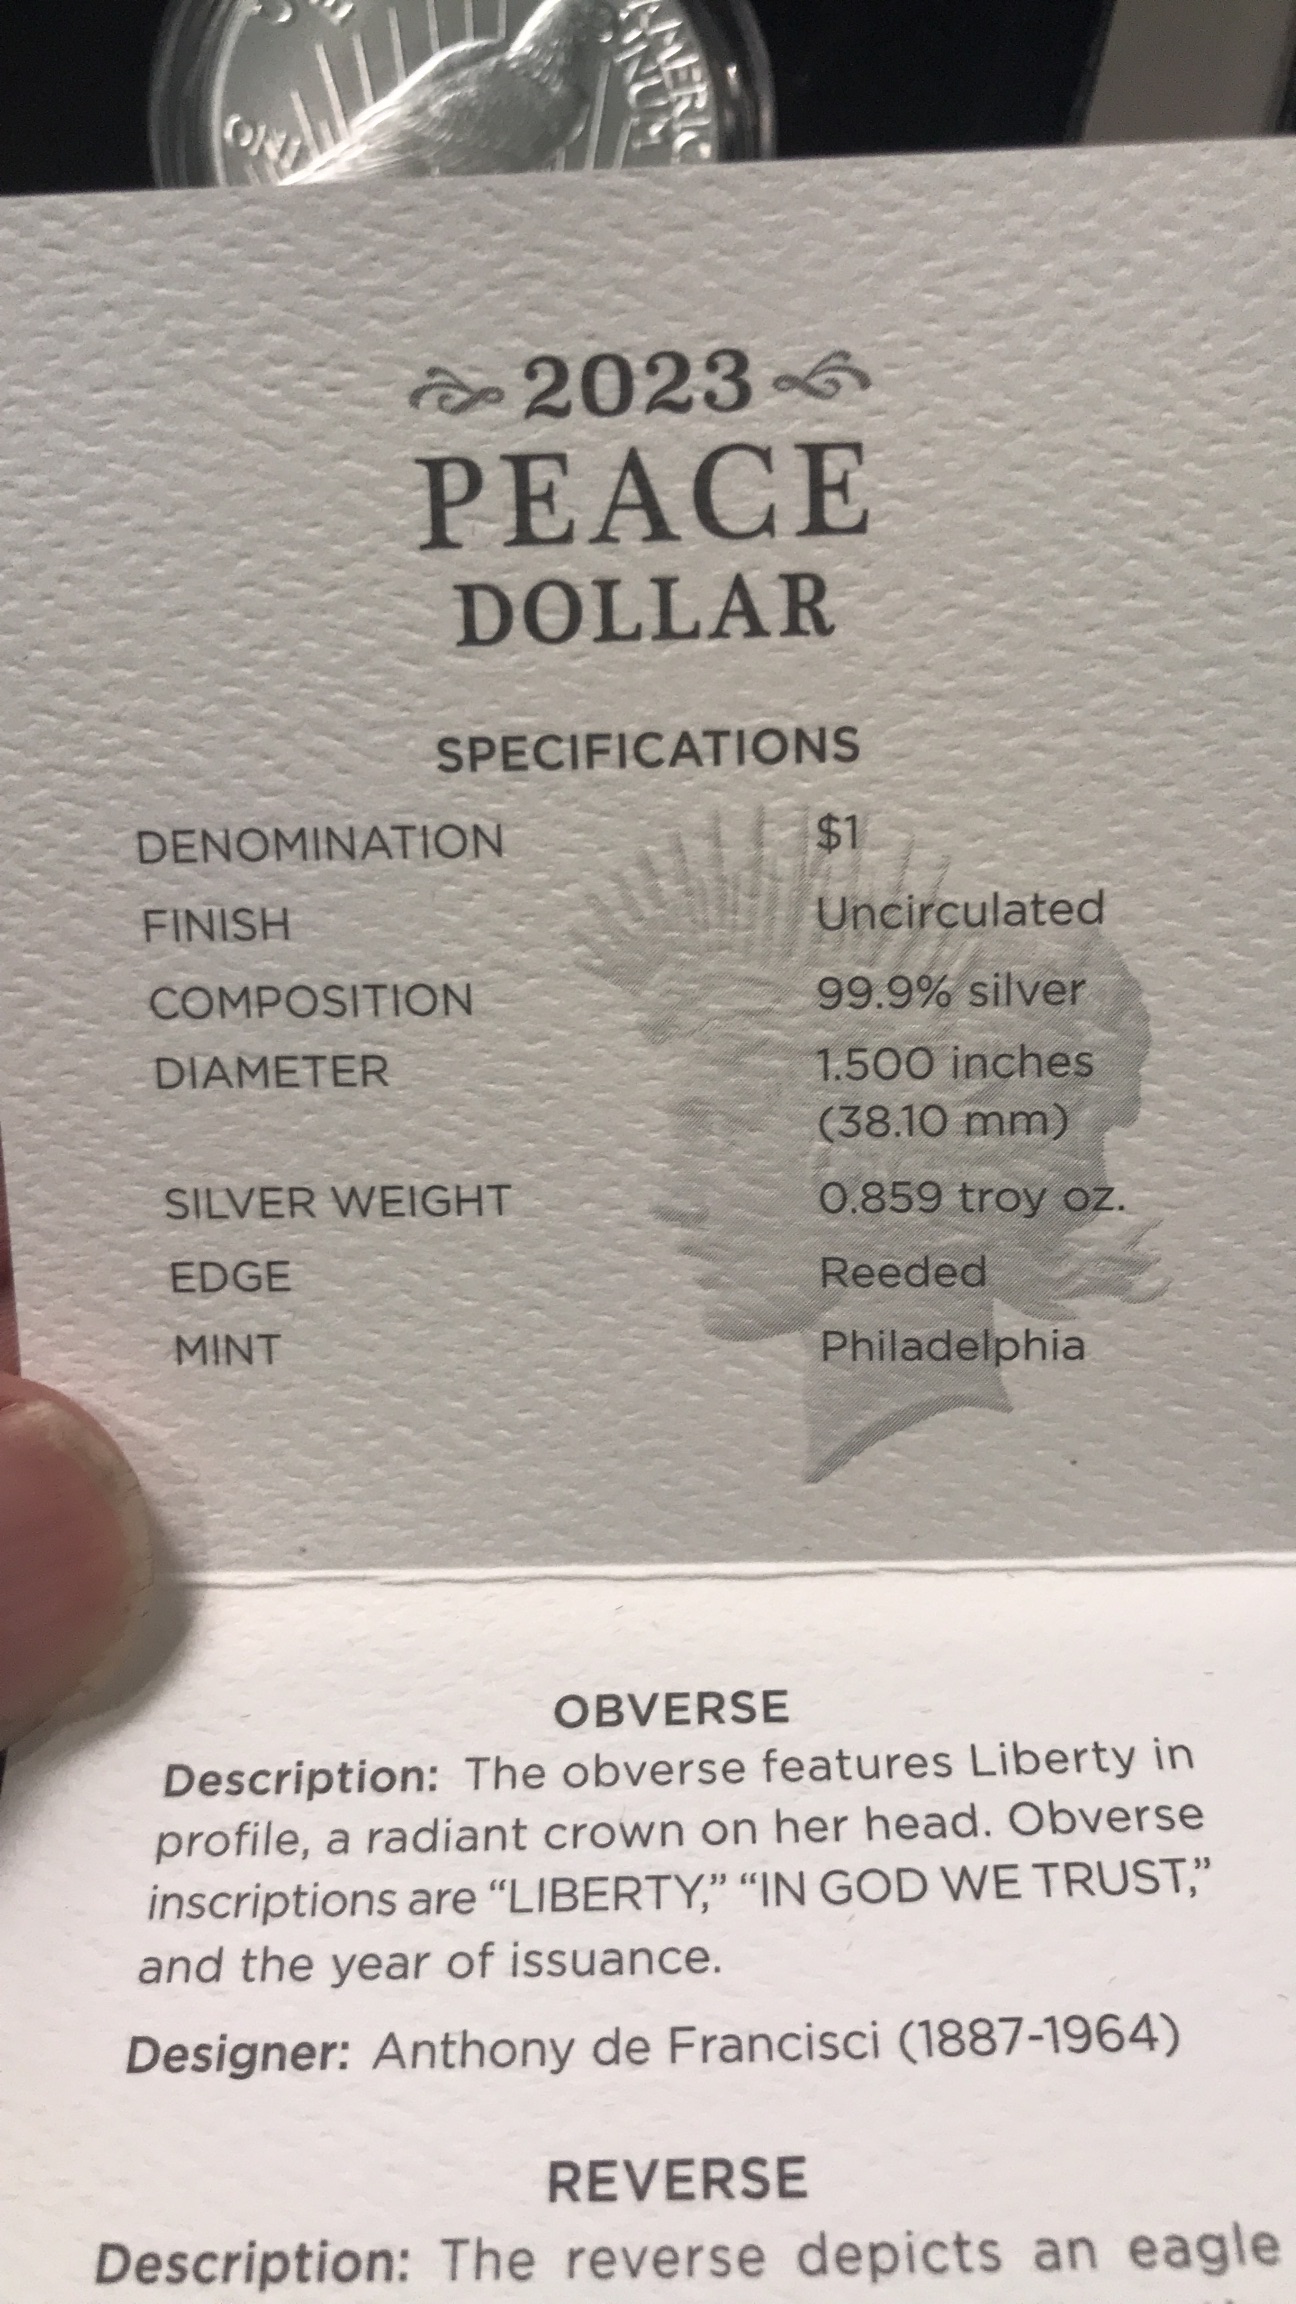 ONE
AMERIC
UNUM
2023
PEACE
DOLLAR
SPECIFICATIONS
DENOMINATION $1
FINISH Uncirculated
COMPOSITION 99.9% silver
DIAMETER 1.500 inches
(38.10 mm)
SILVER WEIGHT 0.859 troy oz.
EDGE Reeded
MINT Philadelphia
OBVERSE
Description: The obverse features Liberty in
profile, a radiant crown on her head. Obverse
inscriptions are “LIBERTY,” “IN GOD WE TRUST,”
and the year of issuance.
Designer: Anthony de Francisci (1887-1964)
REVERSE
Description: The reverse depicts an eagle